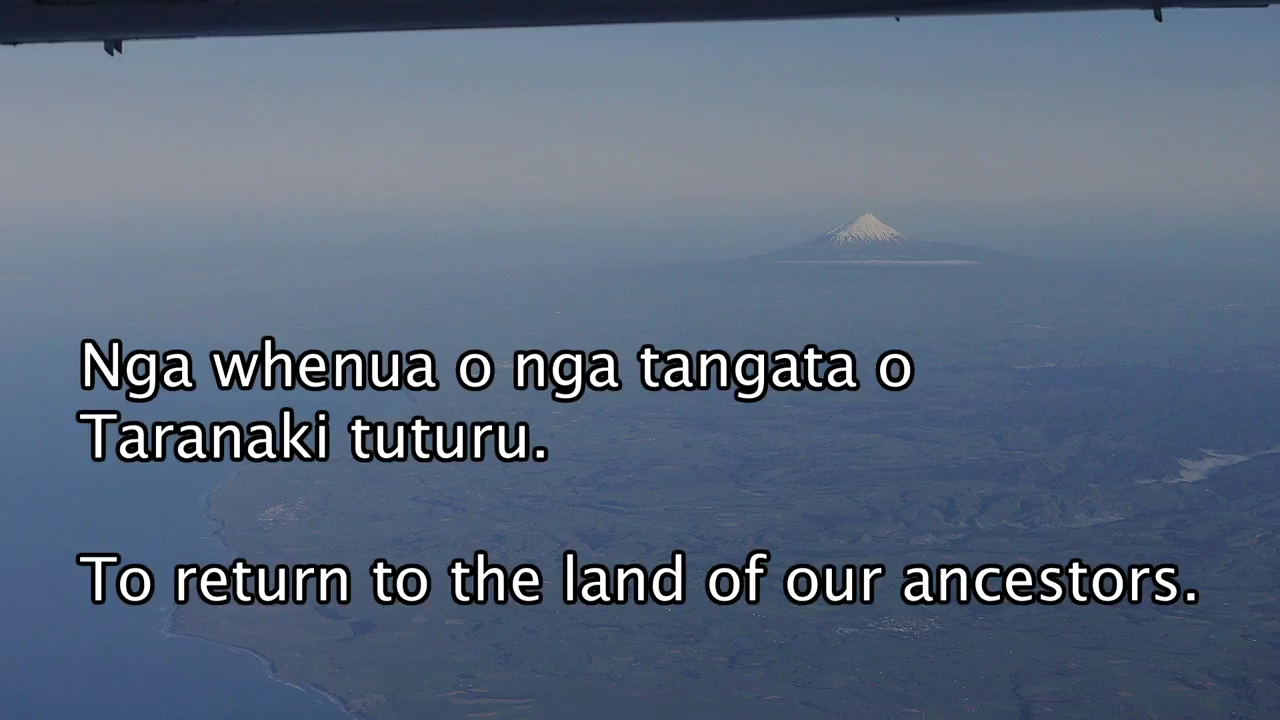 Nga whenua o nga tangata o
Taranaki tuturu.
To return to the land of our ancestors.